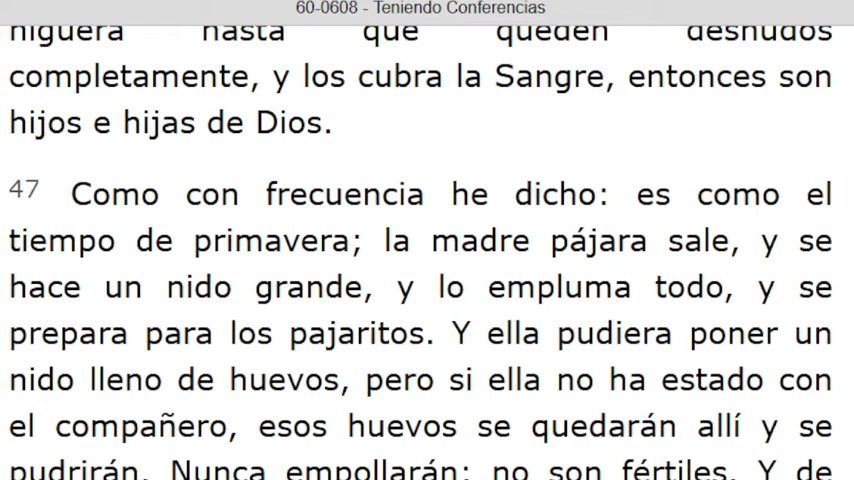 60-0608 - Teniendo Conferencias
higuera hasta que queden desnudos
completamente, y los cubra la Sangre, entonces son
hijos e hijas de Dios.
47 Como con frecuencia he dicho: es como el
tiempo de primavera; la madre pájara sale, y se
hace un nido grande, y lo empluma todo, y se
prepara para los pajaritos. Y ella pudiera poner un
nido lleno de huevos, pero si ella no ha estado con
el compañero, esos huevos se quedarán allí y se
pudrirán. Nunca empollarán; no son fértiles. Y de